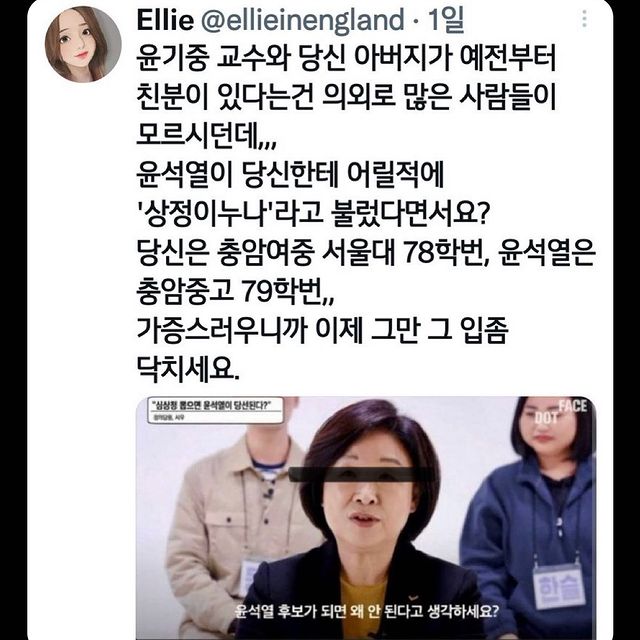 Ellie @ellieinengland · 1일
윤기중 교수와 당신 아버지가 예전부터
친분이 있다는건 의외로 많은 사람들이
모르시던데,,,
윤석열이 당신한테 어릴적에
'상정이누나'라고 불렀다면서요?
당신은 충암여중 서울대 78학번, 윤석열은
충암중고 79학번,,
가증스러우니까 이제 그만 그 입좀
닥치세요.
"심상정 뽑으면 윤석열이 당선된다?"
정의당원, 시우
DOT
FACE
한슬
윤석열 후보가 되면 왜 안 된다고 생각하세요?